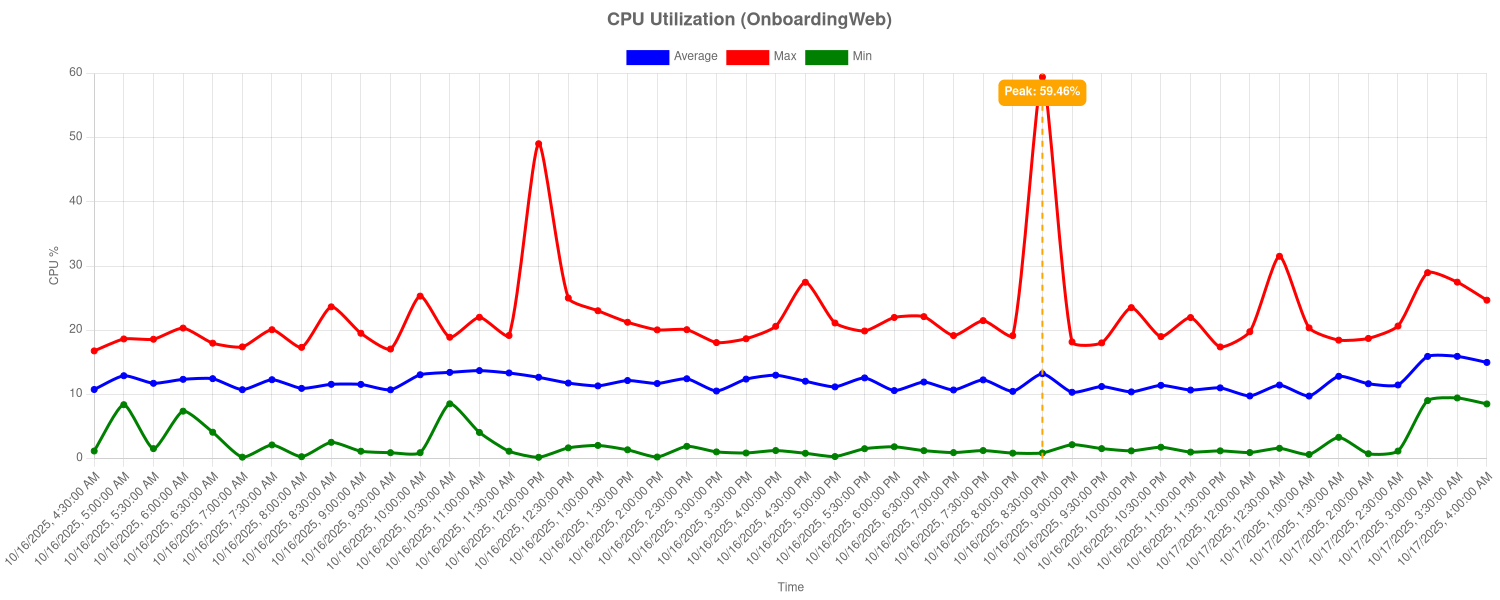 CPU Utilization (OnboardingWeb)
Average Max Min
Peak: 59.46%
CPU %
60
50
40
30
20
10
0
10/16/2025, 4:30:00 AM
10/16/2025, 5:00:00 AM
10/16/2025, 5:30:00 AM
10/16/2025, 6:00:00 AM
10/16/2025, 6:30:00 AM
10/16/2025, 7:00:00 AM
10/16/2025, 7:30:00 AM
10/16/2025, 8:00:00 AM
10/16/2025, 8:30:00 AM
10/16/2025, 9:00:00 AM
10/16/2025, 9:30:00 AM
10/16/2025, 10:00:00 AM
10/16/2025, 10:30:00 AM
10/16/2025, 11:00:00 AM
10/16/2025, 11:30:00 AM
10/16/2025, 12:00:00 PM
10/16/2025, 12:30:00 PM
10/16/2025, 1:00:00 PM
10/16/2025, 1:30:00 PM
10/16/2025, 2:00:00 PM
10/16/2025, 2:30:00 PM
10/16/2025, 3:00:00 PM
10/16/2025, 3:30:00 PM
10/16/2025, 4:00:00 PM
10/16/2025, 4:30:00 PM
10/16/2025, 5:00:00 PM
10/16/2025, 5:30:00 PM
10/16/2025, 6:00:00 PM
10/16/2025, 6:30:00 PM
10/16/2025, 7:00:00 PM
10/16/2025, 7:30:00 PM
10/16/2025, 8:00:00 PM
10/16/2025, 8:30:00 PM
10/16/2025, 9:00:00 PM
10/16/2025, 9:30:00 PM
10/16/2025, 10:00:00 PM
10/16/2025, 10:30:00 PM
10/16/2025, 11:00:00 PM
10/16/2025, 11:30:00 PM
10/17/2025, 12:00:00 AM
10/17/2025, 12:30:00 AM
10/17/2025, 1:00:00 AM
10/17/2025, 1:30:00 AM
10/17/2025, 2:00:00 AM
10/17/2025, 2:30:00 AM
10/17/2025, 3:00:00 AM
10/17/2025, 3:30:00 AM
10/17/2025, 4:00:00 AM
Time